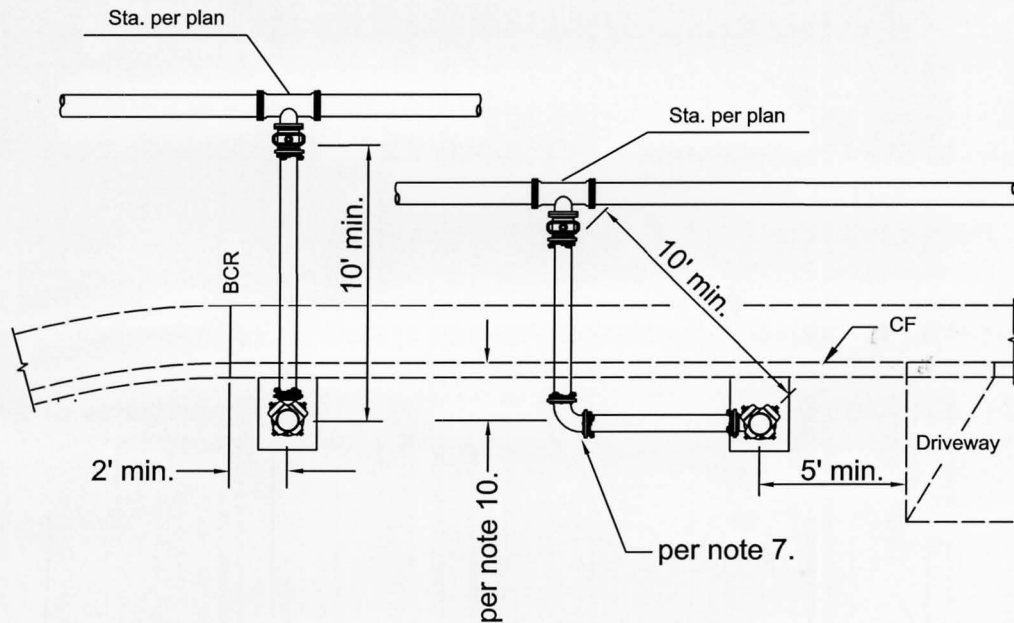 Sta. per plan
Sta. per plan
BCR
10' min.
10' min.
CF
2' min.
per note 10.
5' min.
Driveway
per note 7.